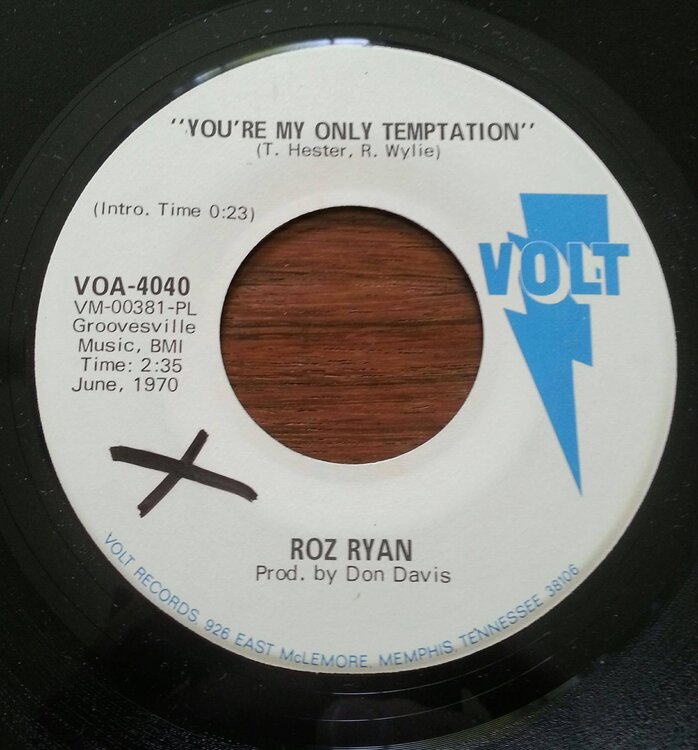 "YOU'RE MY ONLY TEMPTATION"
(T. Hester, R. Wylie)
(Intro. Time 0:23)
VOLT
VOA-4040
VM-00381-PL
Groovesville
Music, BMI
Time: 2:35
June, 1970
ROZ RYAN
Prod. by Don Davis
VOLT RECORDS, 926 EAST McLEMORE, MEMPHIS, TENNESSEE 38106